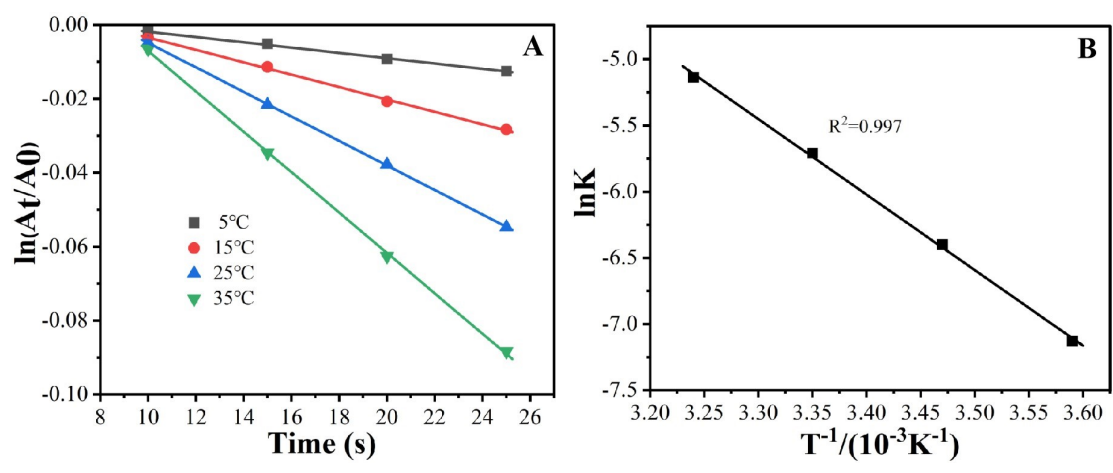 A
0.00
-0.02
-0.04
-0.06
-0.08
-0.10
ln(At/A0)
5℃
15℃
25℃
35℃
8 10 12 14 16 18 20 22 24 26
Time (s)
B
-5.0
-5.5
-6.0
-6.5
-7.0
-7.5
lnK
R²=0.997
3.20 3.25 3.30 3.35 3.40 3.45 3.50 3.55 3.60
T⁻¹/(10⁻³K⁻¹)